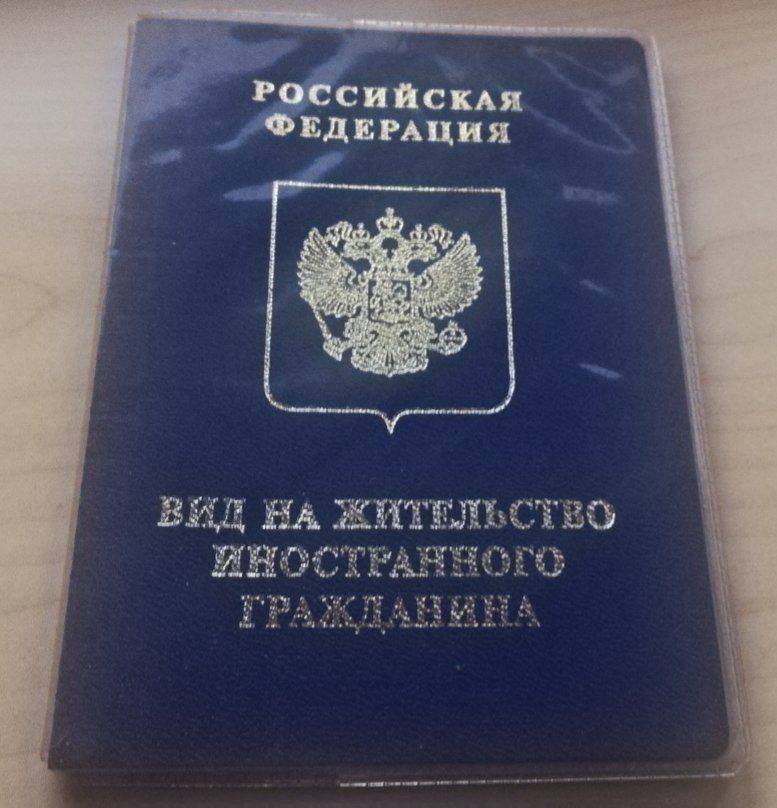 РОССИЙСКАЯ
ФЕДЕРАЦИЯ
ВИД НА ЖИТЕЛЬСТВО
ИНОСТРАННОГО
ГРАЖДАНИНА